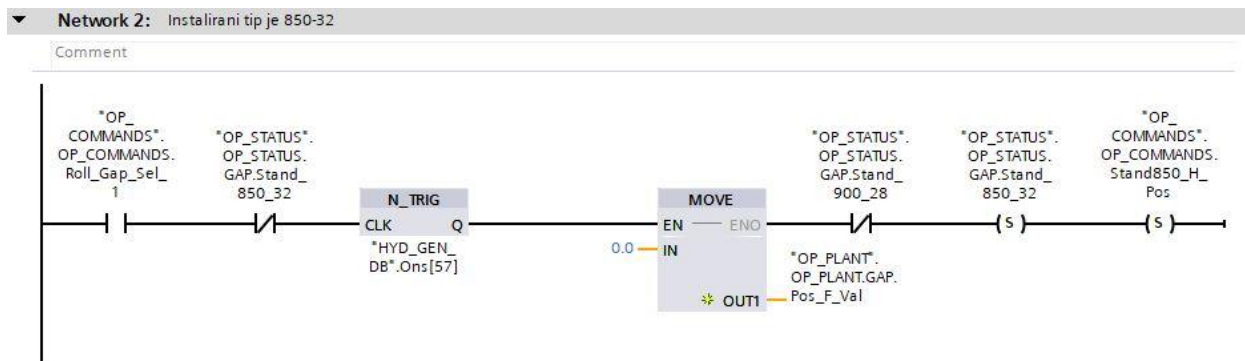 Network 2: Instalirani tip je 850-32
Comment
"OP_
COMMANDS".
OP_COMMANDS.
Roll_Gap_Sel_
1
"OP_STATUS".
OP_STATUS.
GAP.Stand_
850_32
N_TRIG
CLK Q
"HYD_GEN_
DB".Ons[57]
MOVE
EN ENO
0.0 IN
OUT1
"OP_PLANT".
OP_PLANT.GAP.
Pos_F_Val
"OP_STATUS".
OP_STATUS.
GAP.Stand_
900_28
"OP_STATUS".
OP_STATUS.
GAP.Stand_
850_32
S
"OP_
COMMANDS".
OP_COMMANDS.
Stand850_H_
Pos
S